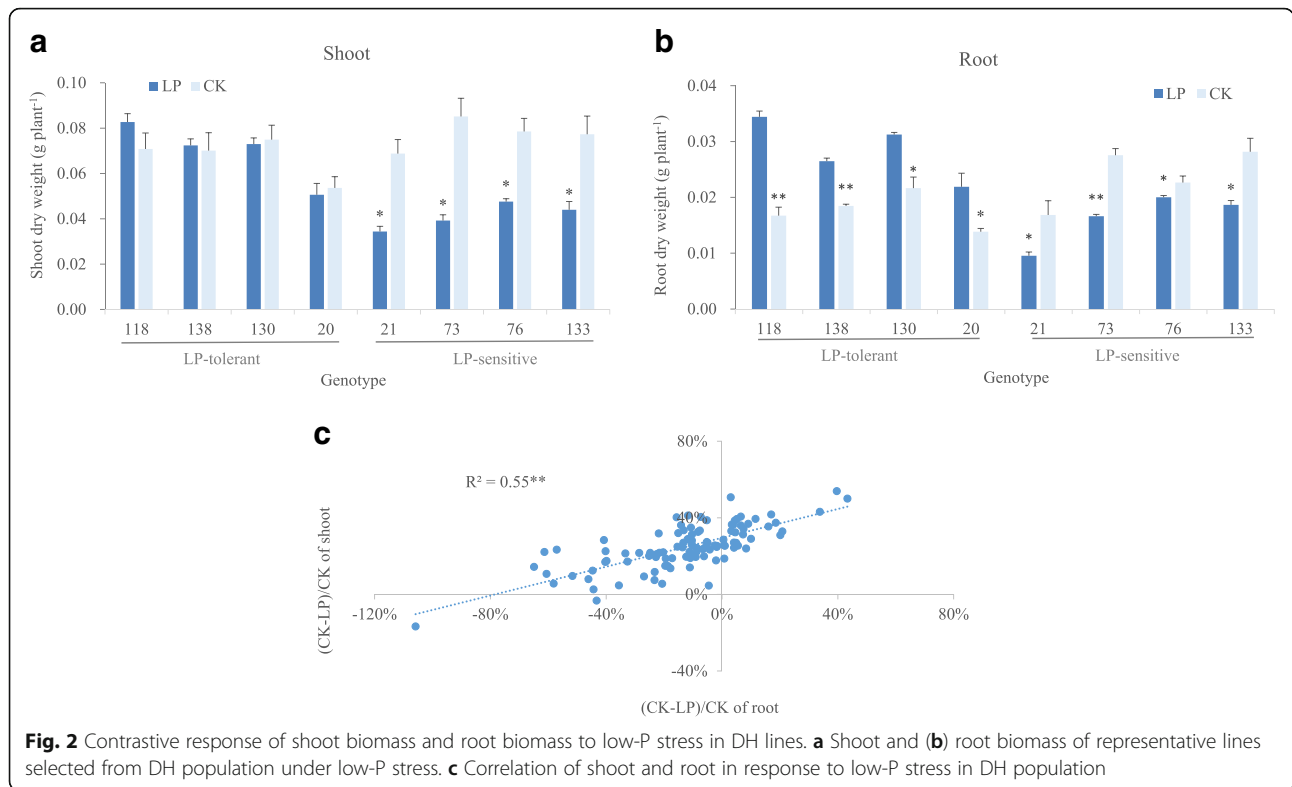 a
Shoot
LP CK
Shoot dry weight (g plant⁻¹)
0.10
0.08
0.06
0.04
0.02
0.00
* * * *
118 138 130 20 21 73 76 133
LP-tolerant LP-sensitive
Genotype
b
Root
LP CK
Root dry weight (g plant⁻¹)
0.04
0.03
0.02
0.01
0.00
** ** * * * ** * *
118 138 130 20 21 73 76 133
LP-tolerant LP-sensitive
Genotype
c
R² = 0.55**
(CK-LP)/CK of shoot
80%
40%
0%
-40%
-120% -80% -40% 0% 40% 80%
(CK-LP)/CK of root
Fig. 2 Contrastive response of shoot biomass and root biomass to low-P stress in DH lines. a Shoot and (b) root biomass of representative lines
selected from DH population under low-P stress. c Correlation of shoot and root in response to low-P stress in DH population